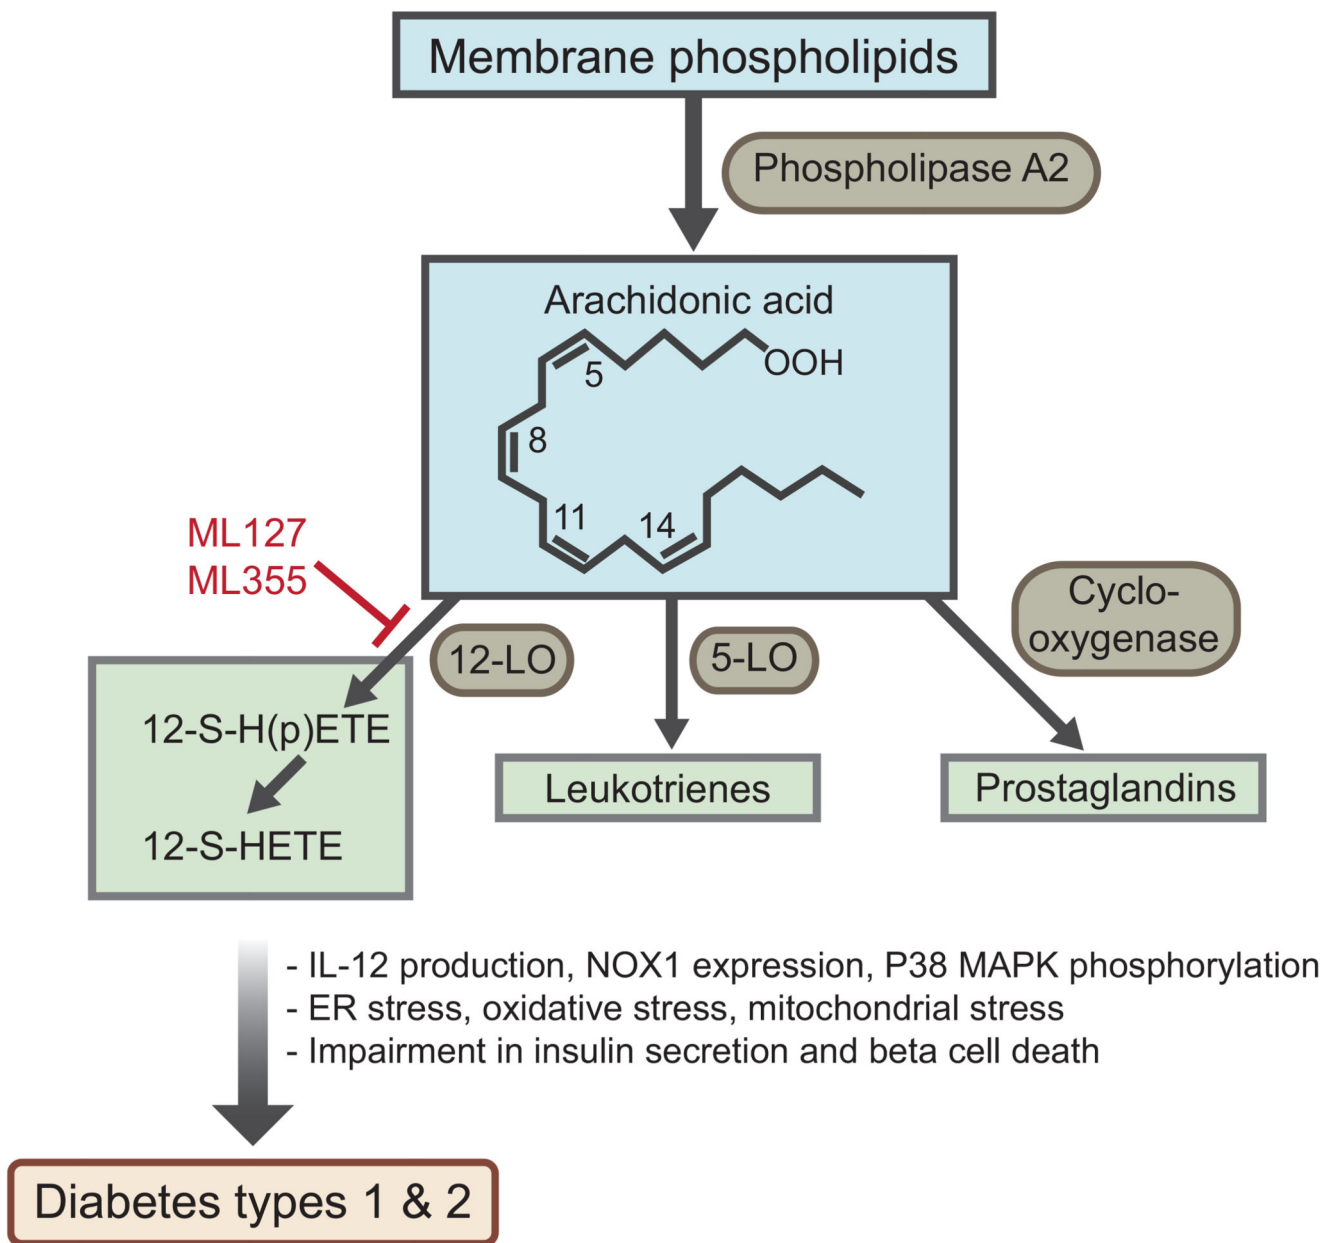 Membrane phospholipids
Phospholipase A2
Arachidonic acid
OOH
5
8
11
14
ML127
ML355
12-LO
5-LO
Cyclo-
oxygenase
12-S-H(p)ETE
12-S-HETE
Leukotrienes
Prostaglandins
- IL-12 production, NOX1 expression, P38 MAPK phosphorylation
- ER stress, oxidative stress, mitochondrial stress
- Impairment in insulin secretion and beta cell death
Diabetes types 1 & 2